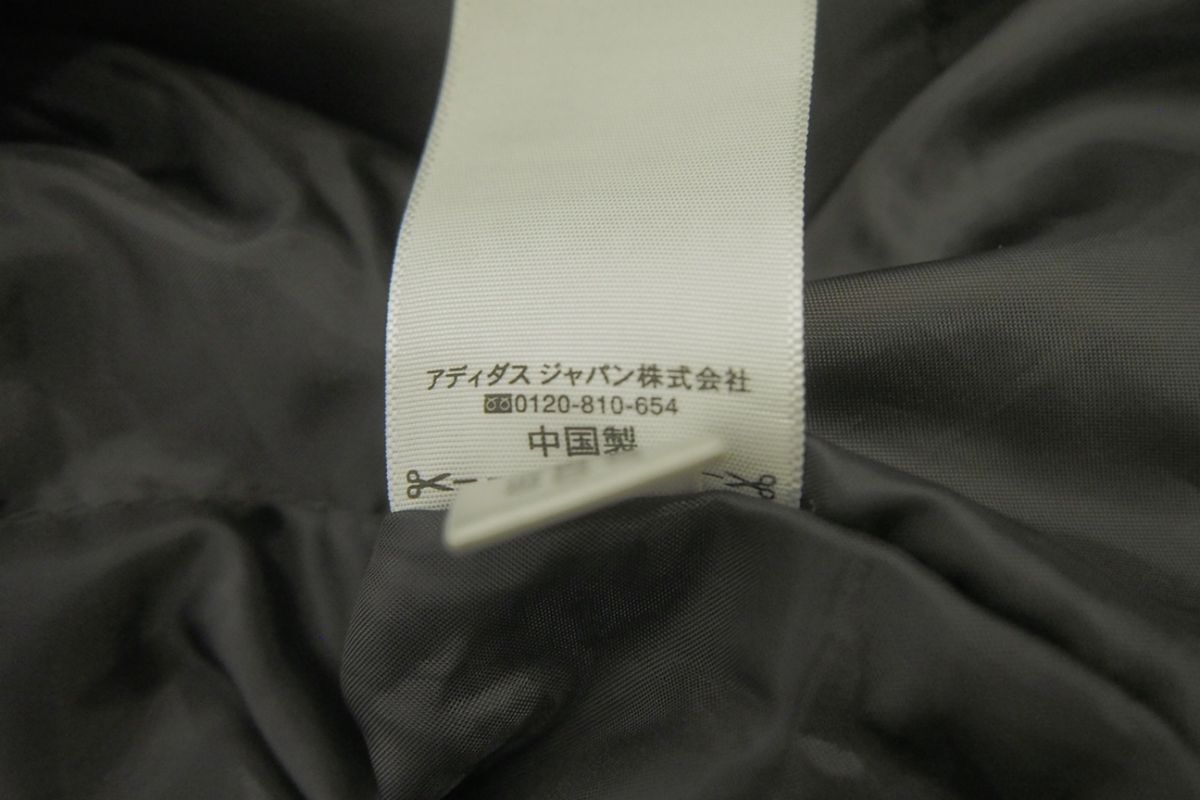 アディダス ジャパン株式会社
0120-810-654
中国製